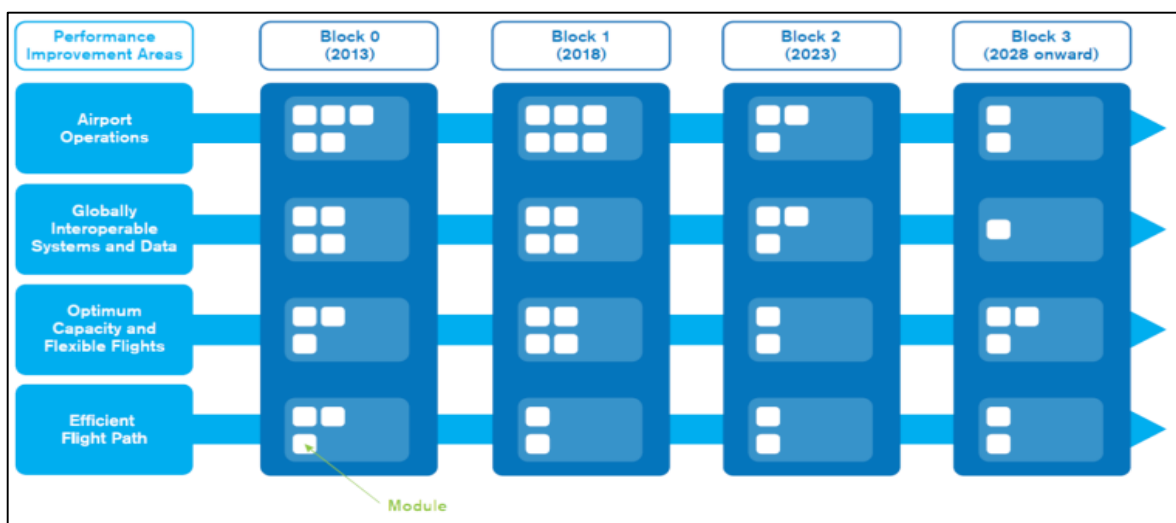 Performance
Improvement Areas
Block 0
(2013)
Block 1
(2018)
Block 2
(2023)
Block 3
(2028 onward)
Airport
Operations
Globally
Interoperable
Systems and Data
Optimum
Capacity and
Flexible Flights
Efficient
Flight Path
Module